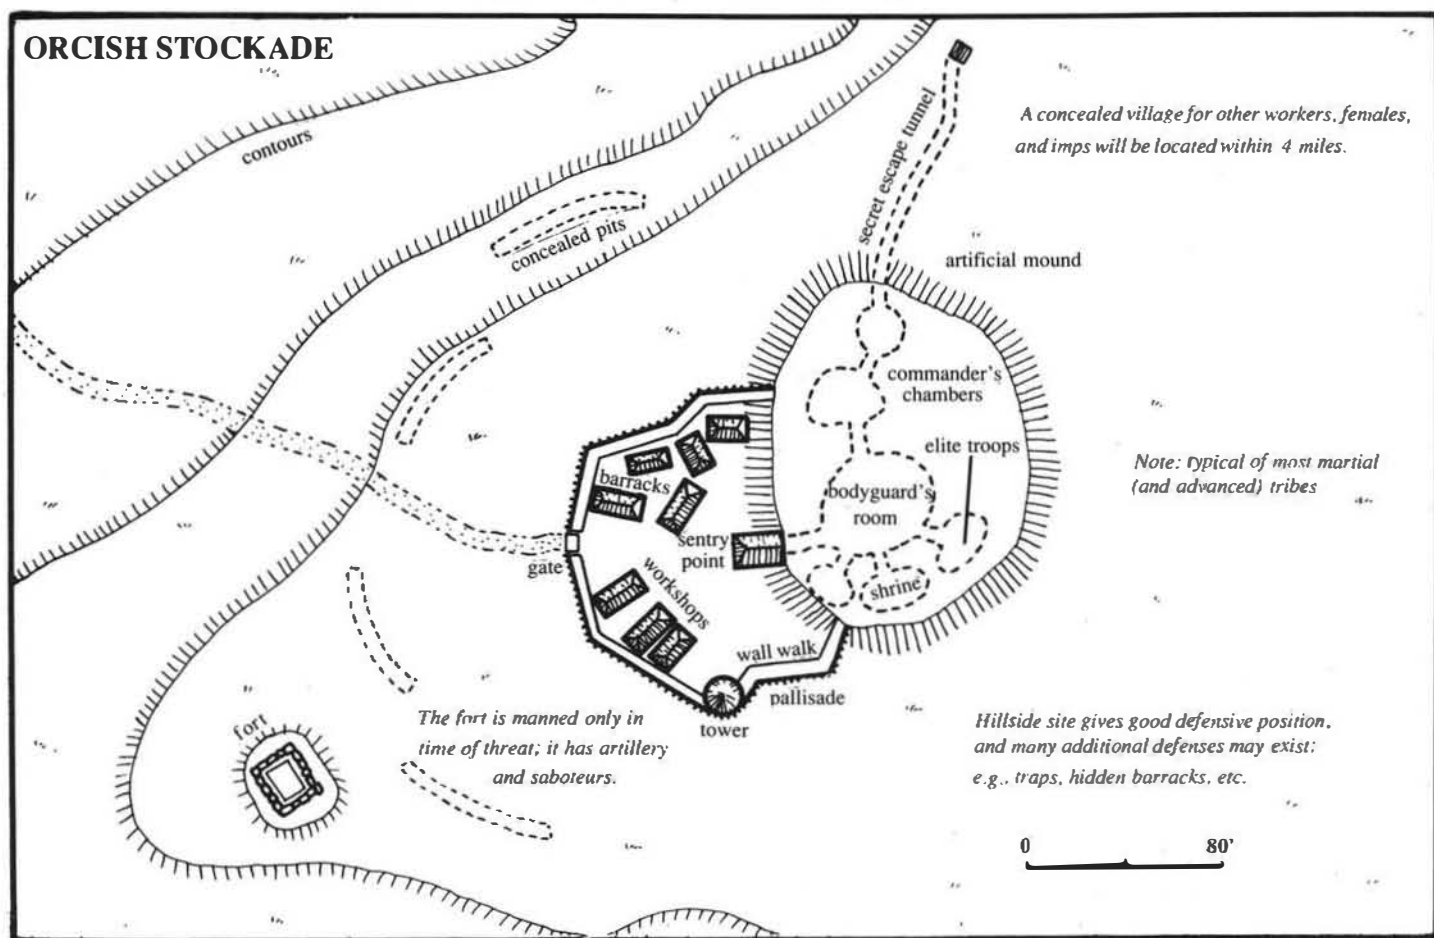 ORCISH STOCKADE
contours
concealed pits
secret escape tunnel
A concealed village for other workers, females,
and imps will be located within 4 miles.
artificial mound
commander's
chambers
elite troops
bodyguard's
room
Note: typical of most martial
(and advanced) tribes
barracks
sentry
point
gate
workshops
shrine
wall walk
pallisade
tower
fort
The fort is manned only in
time of threat; it has artillery
and saboteurs.
Hillside site gives good defensive position,
and many additional defenses may exist:
e.g., traps, hidden barracks, etc.
0 80'